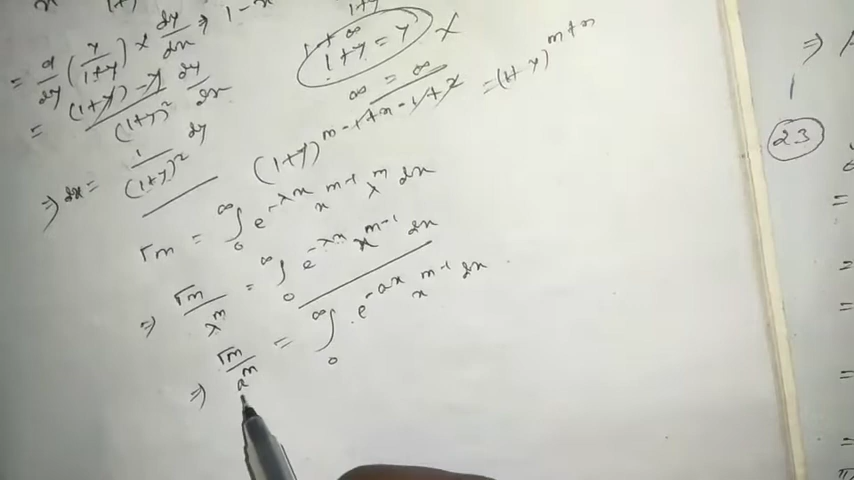 = d/dy (y/1+y) × dy/dx ⇒ 1 - x
1+∞
1+y = y ×
= (1+y) - y / (1+y)² dy/dx
∞ = ∞
⇒ dx = 1/(1+y)² dy
(1+y)^m-1+n-1+2 = (1+y)^m+n
Γm = ∫₀^∞ e^-λx x^m-1 λ^m dx
⇒ Γm/λ^m = ∫₀^∞ e^-λx x^m-1 dx
⇒ Γm/a^m = ∫₀^∞ e^-ax x^m-1 dx
⇒
23
=
=
=
=
=